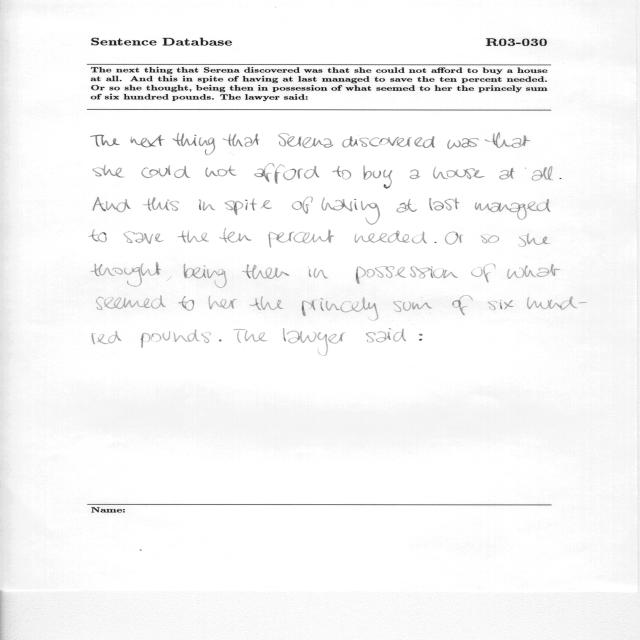 Sentence Database R03-030
The next thing that Serena discovered was that she could not afford to buy a house
at all. And this in spite of having at last managed to save the ten percent needed.
Or so she thought, being then in possession of what seemed to her the princely sum
of six hundred pounds. The lawyer said:
The next thing that Serena discovered was that
she could not afford to buy a house at all.
And this in spite of having at last managed
to save the ten percent needed. Or so she
thought, being then in possession of what
seemed to her the princely sum of six hund-
red pounds. The lawyer said :
Name: